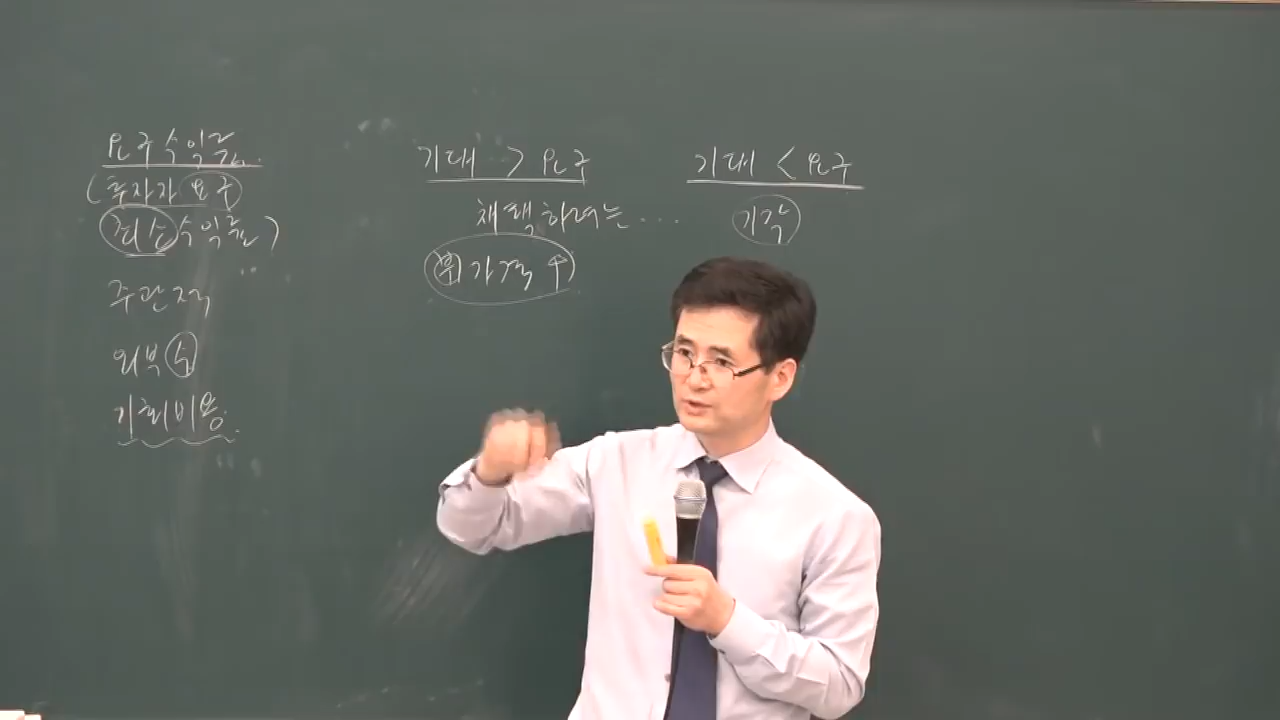 요구수익률
(투자자 요구
최소수익률)
주관적
외부
기회비용
기대 > 요구
채택하려는 ...
가격 ↑
기대 < 요구
기각